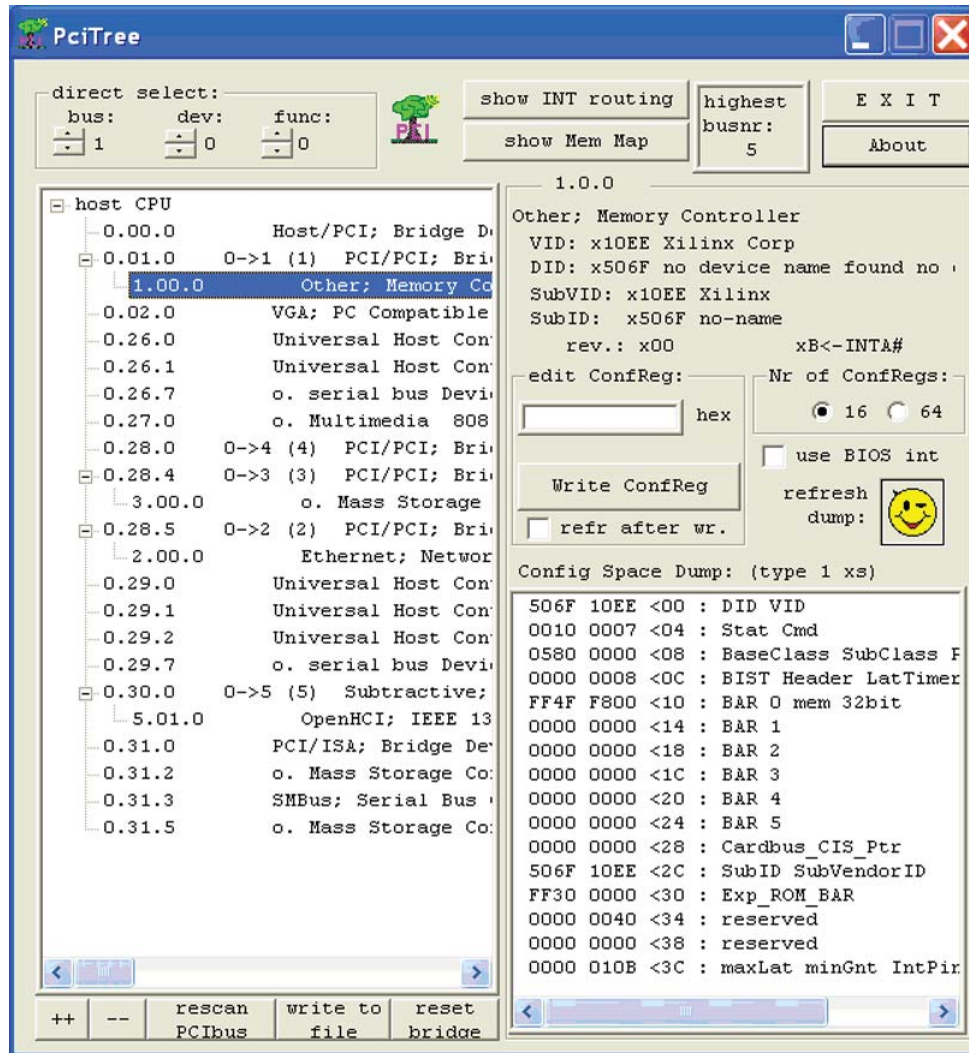 PciTree
direct select:
bus: dev: func:
1 0 0
PCI
show INT routing
show Mem Map
highest
busnr:
5
E X I T
About
host CPU
0.00.0 Host/PCI; Bridge D
0.01.0 0->1 (1) PCI/PCI; Bri
1.00.0 Other; Memory Co
0.02.0 VGA; PC Compatible
0.26.0 Universal Host Con
0.26.1 Universal Host Con
0.26.7 o. serial bus Devi
0.27.0 o. Multimedia 808
0.28.0 0->4 (4) PCI/PCI; Bri
0.28.4 0->3 (3) PCI/PCI; Bri
3.00.0 o. Mass Storage
0.28.5 0->2 (2) PCI/PCI; Bri
2.00.0 Ethernet; Networ
0.29.0 Universal Host Con
0.29.1 Universal Host Con
0.29.2 Universal Host Con
0.29.7 o. serial bus Devi
0.30.0 0->5 (5) Subtractive;
5.01.0 OpenHCI; IEEE 13
0.31.0 PCI/ISA; Bridge De
0.31.2 o. Mass Storage Co
0.31.3 SMBus; Serial Bus
0.31.5 o. Mass Storage Co
++ -- rescan PCIbus write to file reset bridge
1.0.0
Other; Memory Controller
VID: x10EE Xilinx Corp
DID: x506F no device name found no
SubVID: x10EE Xilinx
SubID: x506F no-name
rev.: x00 xB<-INTA#
edit ConfReg:
hex
Write ConfReg
refr after wr.
Nr of ConfRegs:
16 64
use BIOS int
refresh
dump:
Config Space Dump: (type 1 xs)
506F 10EE <00 : DID VID
0010 0007 <04 : Stat Cmd
0580 0000 <08 : BaseClass SubClass
0000 0008 <0C : BIST Header LatTimer
FF4F F800 <10 : BAR 0 mem 32bit
0000 0000 <14 : BAR 1
0000 0000 <18 : BAR 2
0000 0000 <1C : BAR 3
0000 0000 <20 : BAR 4
0000 0000 <24 : BAR 5
0000 0000 <28 : Cardbus_CIS_Ptr
506F 10EE <2C : SubID SubVendorID
FF30 0000 <30 : Exp_ROM_BAR
0000 0040 <34 : reserved
0000 0000 <38 : reserved
0000 010B <3C : maxLat minGnt IntPin